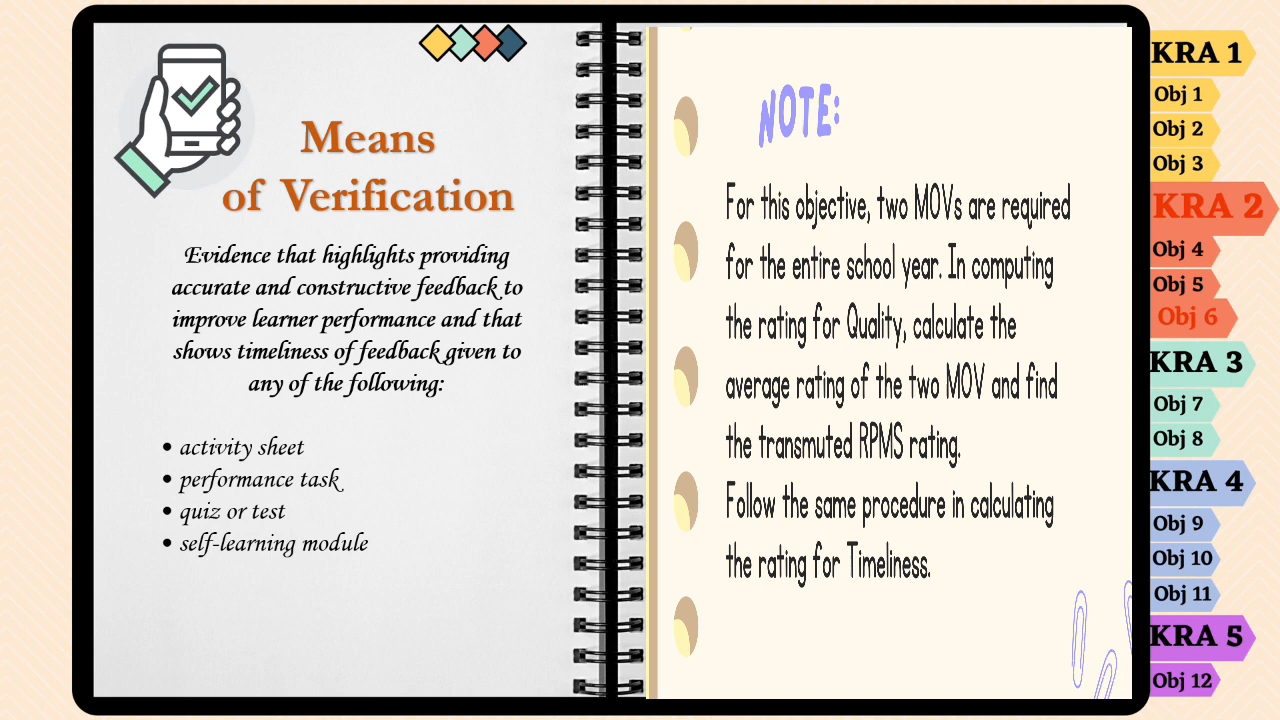 Means
of Verification
Evidence that highlights providing
accurate and constructive feedback to
improve learner performance and that
shows timeliness of feedback given to
any of the following:
• activity sheet
• performance task
• quiz or test
• self-learning module
NOTE:
For this objective, two MOVs are required
for the entire school year. In computing
the rating for Quality, calculate the
average rating of the two MOV and find
the transmuted RPMS rating.
Follow the same procedure in calculating
the rating for Timeliness.
KRA 1
Obj 1
Obj 2
Obj 3
KRA 2
Obj 4
Obj 5
Obj 6
KRA 3
Obj 7
Obj 8
KRA 4
Obj 9
Obj 10
Obj 11
KRA 5
Obj 12